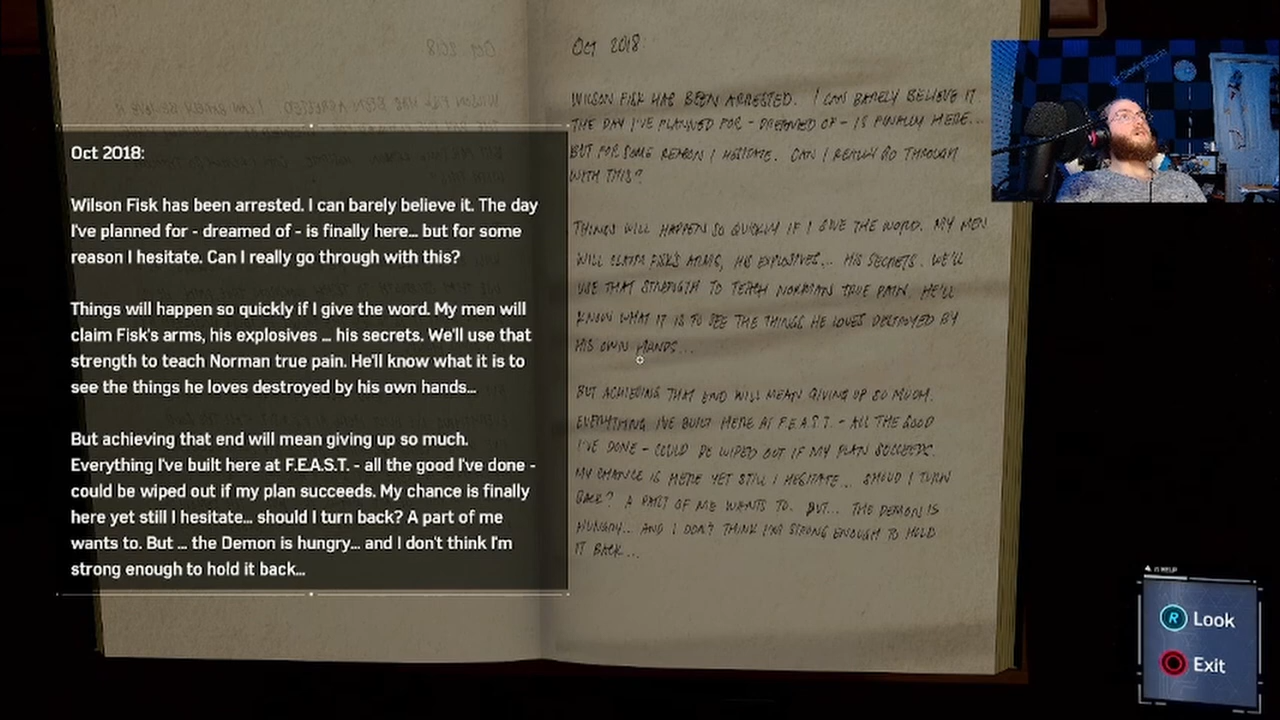 Oct 2018:
Wilson Fisk has been arrested. I can barely believe it. The day
I've planned for - dreamed of - is finally here... but for some
reason I hesitate. Can I really go through with this?
Things will happen so quickly if I give the word. My men will
claim Fisk's arms, his explosives ... his secrets. We'll use that
strength to teach Norman true pain. He'll know what it is to
see the things he loves destroyed by his own hands...
But achieving that end will mean giving up so much.
Everything I've built here at F.E.A.S.T. - all the good I've done -
could be wiped out if my plan succeeds. My chance is finally
here yet still I hesitate... should I turn back? A part of me
wants to. But ... the Demon is hungry... and I don't think I'm
strong enough to hold it back...
OCT 2018:
WILSON FISK HAS BEEN ARRESTED. I CAN BARELY BELIEVE IT.
THE DAY I'VE PLANNED FOR - DREAMED OF - IS FINALLY HERE...
BUT FOR SOME REASON I HESITATE. CAN I REALLY GO THROUGH
WITH THIS?
THINGS WILL HAPPEN SO QUICKLY IF I GIVE THE WORD. MY MEN
WILL CLAIM FISK'S ARMS, HIS EXPLOSIVES... HIS SECRETS. WE'LL
USE THAT STRENGTH TO TEACH NORMAN TRUE PAIN. HE'LL
KNOW WHAT IT IS TO SEE THE THINGS HE LOVES DESTROYED BY
HIS OWN HANDS...
BUT ACHIEVING THAT END WILL MEAN GIVING UP SO MUCH.
EVERYTHING I'VE BUILT HERE AT F.E.A.S.T. - ALL THE GOOD
I'VE DONE - COULD BE WIPED OUT IF MY PLAN SUCCEEDS.
MY CHANCE IS HERE YET STILL I HESITATE... SHOULD I TURN
BACK? A PART OF ME WANTS TO. BUT... THE DEMON IS
HUNGRY... AND I DON'T THINK I'M STRONG ENOUGH TO HOLD
IT BACK...
R Look
Exit